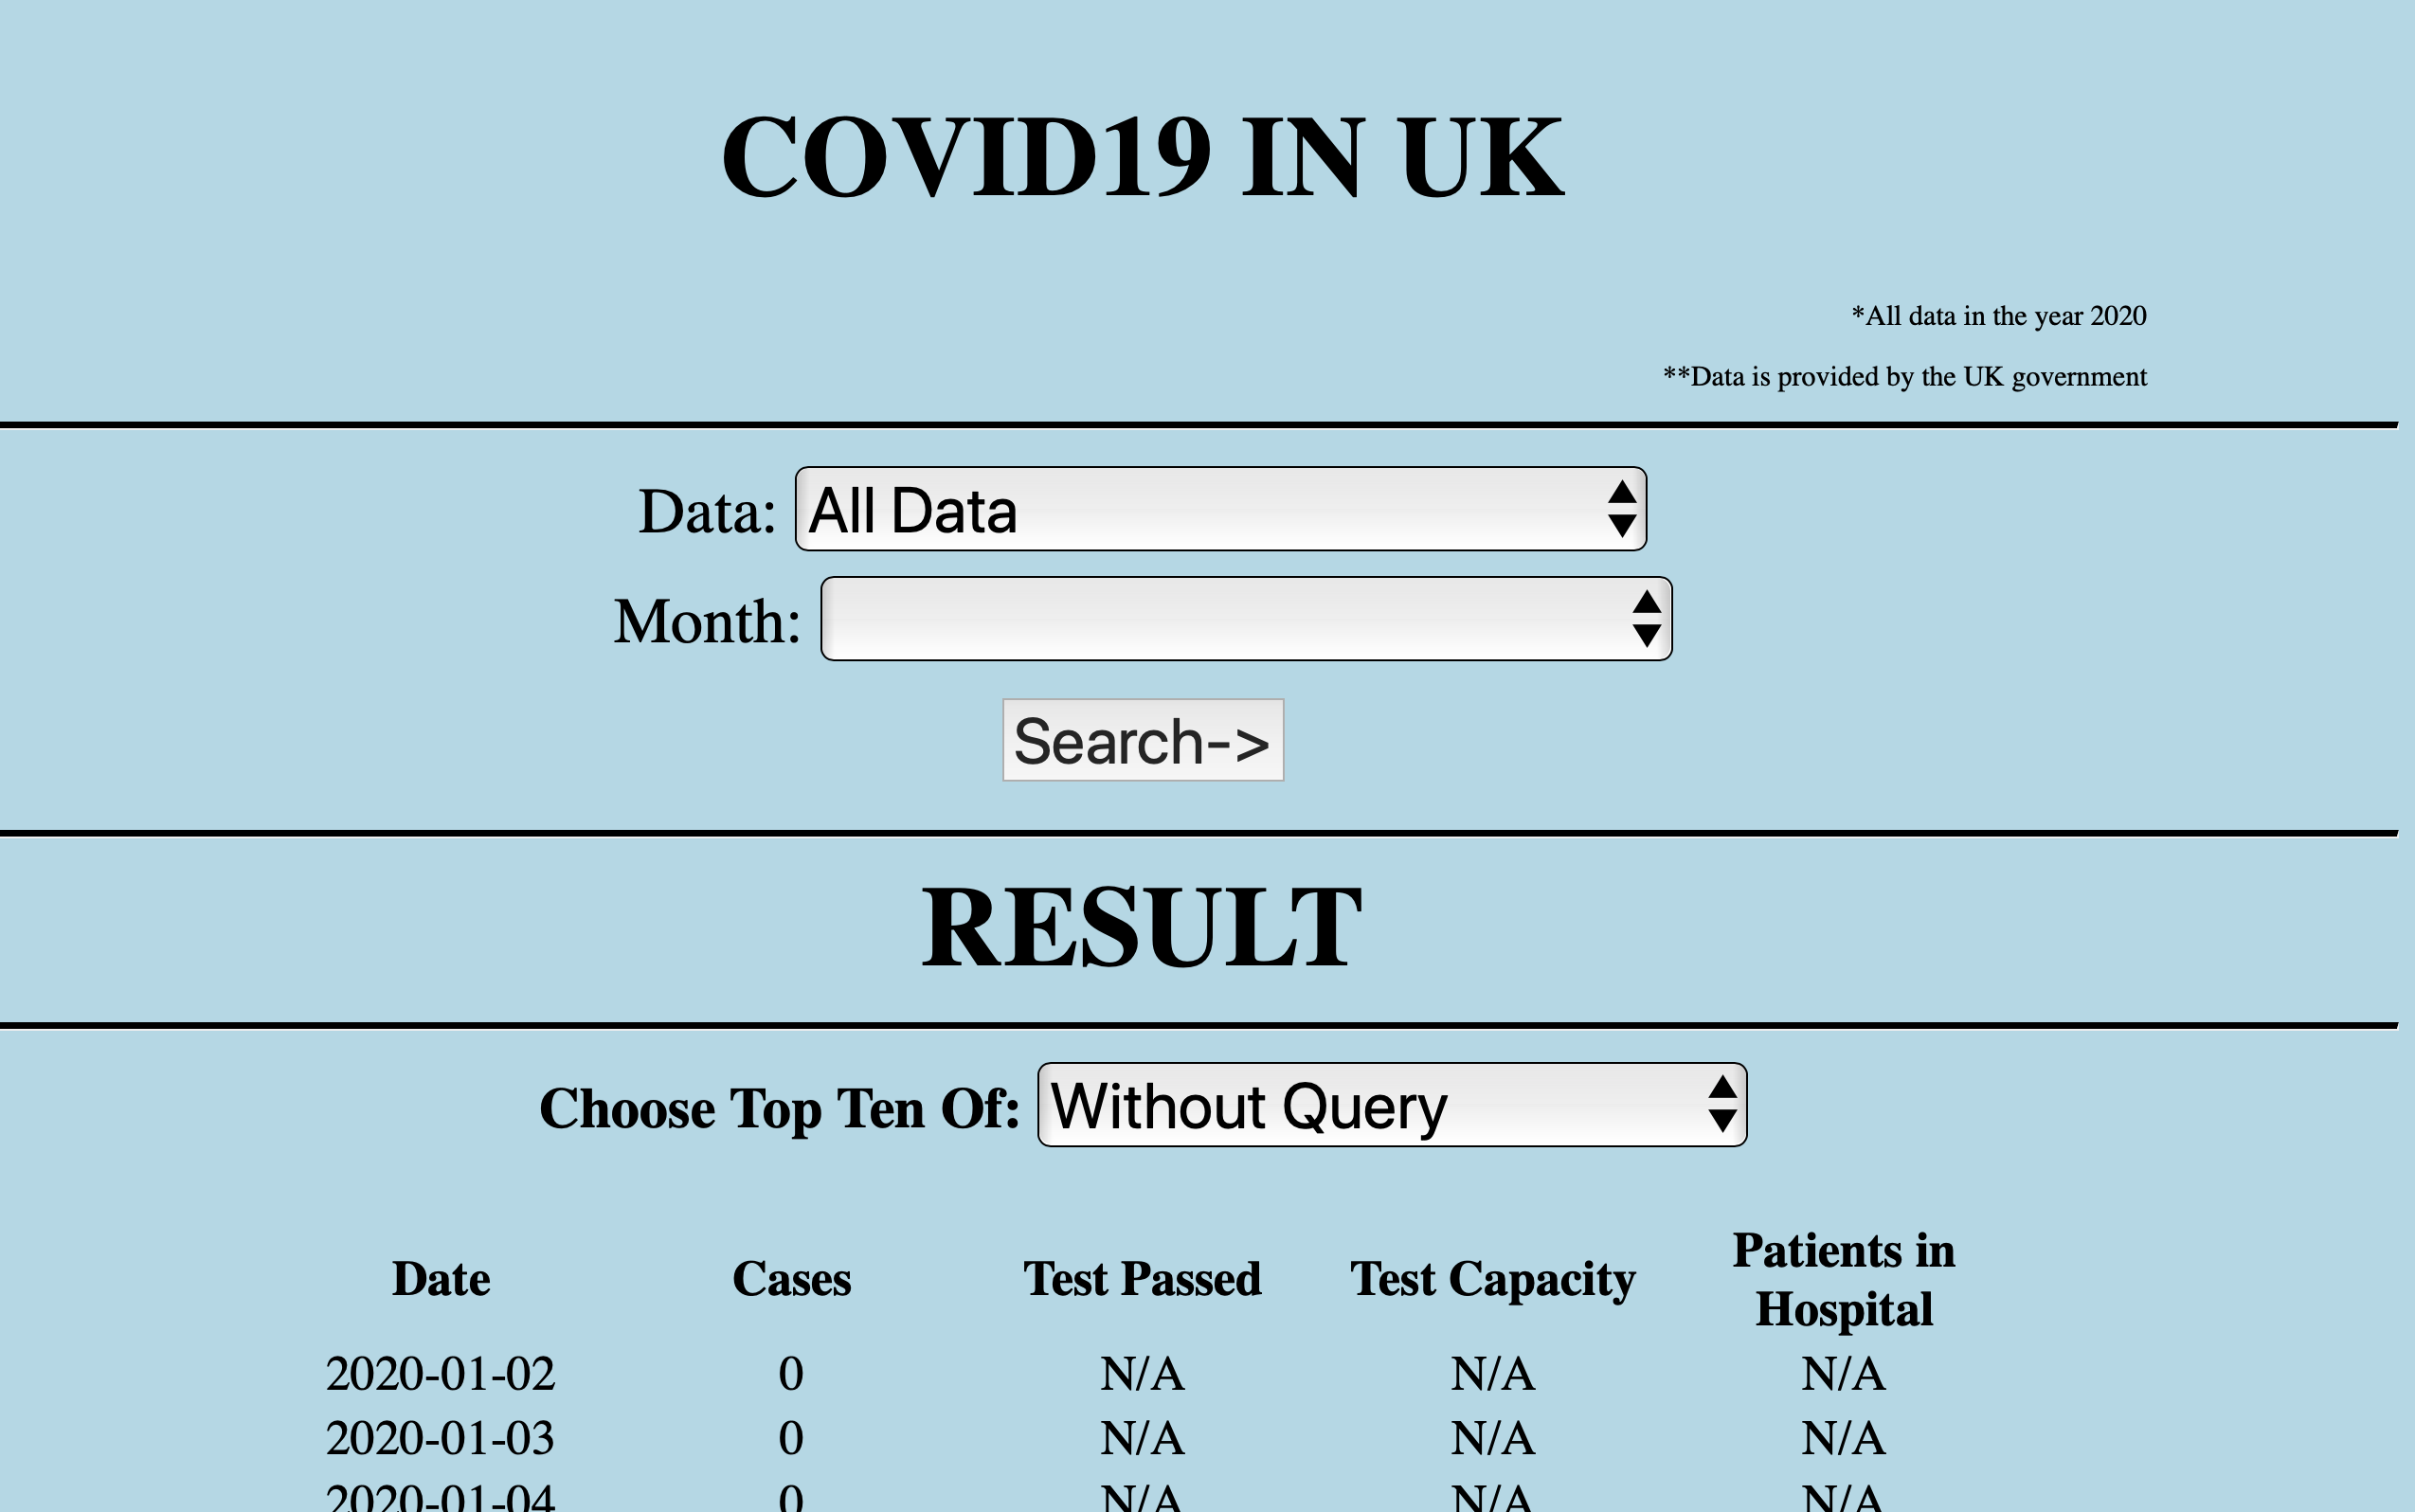 COVID19 IN UK
*All data in the year 2020
**Data is provided by the UK government
Data: All Data
Month:
Search->
RESULT
Choose Top Ten Of: Without Query
Date Cases Test Passed Test Capacity Patients in Hospital
2020-01-02 0 N/A N/A N/A
2020-01-03 0 N/A N/A N/A
2020-01-04 0 N/A N/A N/A